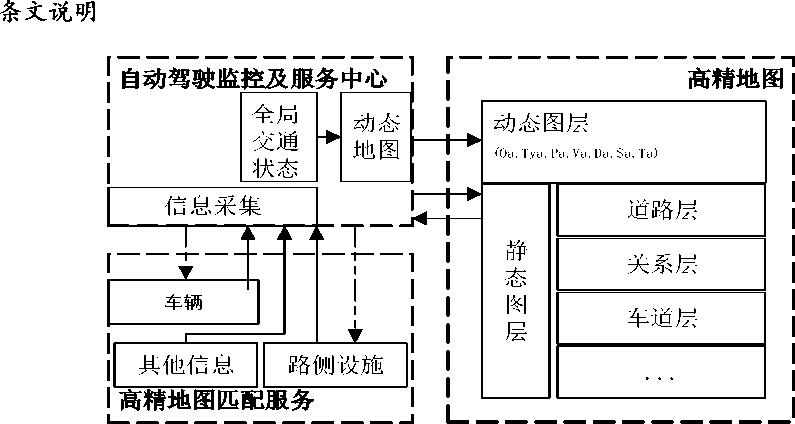 条文说明
自动驾驶监控及服务中心
全局
交通
状态
动态
地图
信息采集
车辆
其他信息
路侧设施
高精地图匹配服务
高精地图
动态图层
(Oa,Tya,Pa,Va,Da,Sa,Ta)
静
态
图
层
道路层
关系层
车道层
...